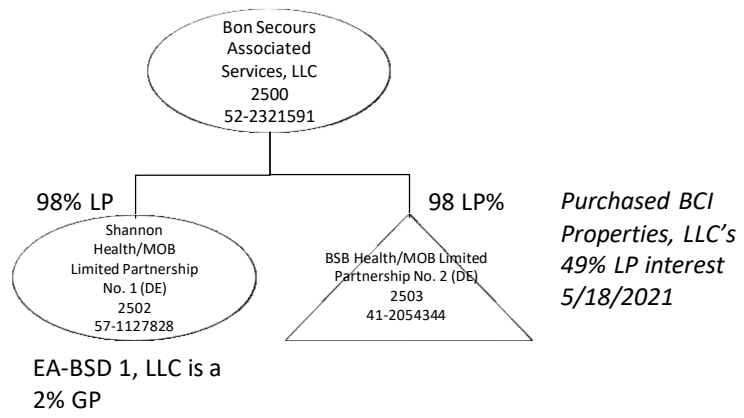 Bon Secours
Associated
Services, LLC
2500
52-2321591
98% LP
98 LP%
Shannon
Health/MOB
Limited Partnership
No. 1 (DE)
2502
57-1127828
BSB Health/MOB Limited
Partnership No. 2 (DE)
2503
41-2054344
Purchased BCI
Properties, LLC’s
49% LP interest
5/18/2021
EA-BSD 1, LLC is a
2% GP